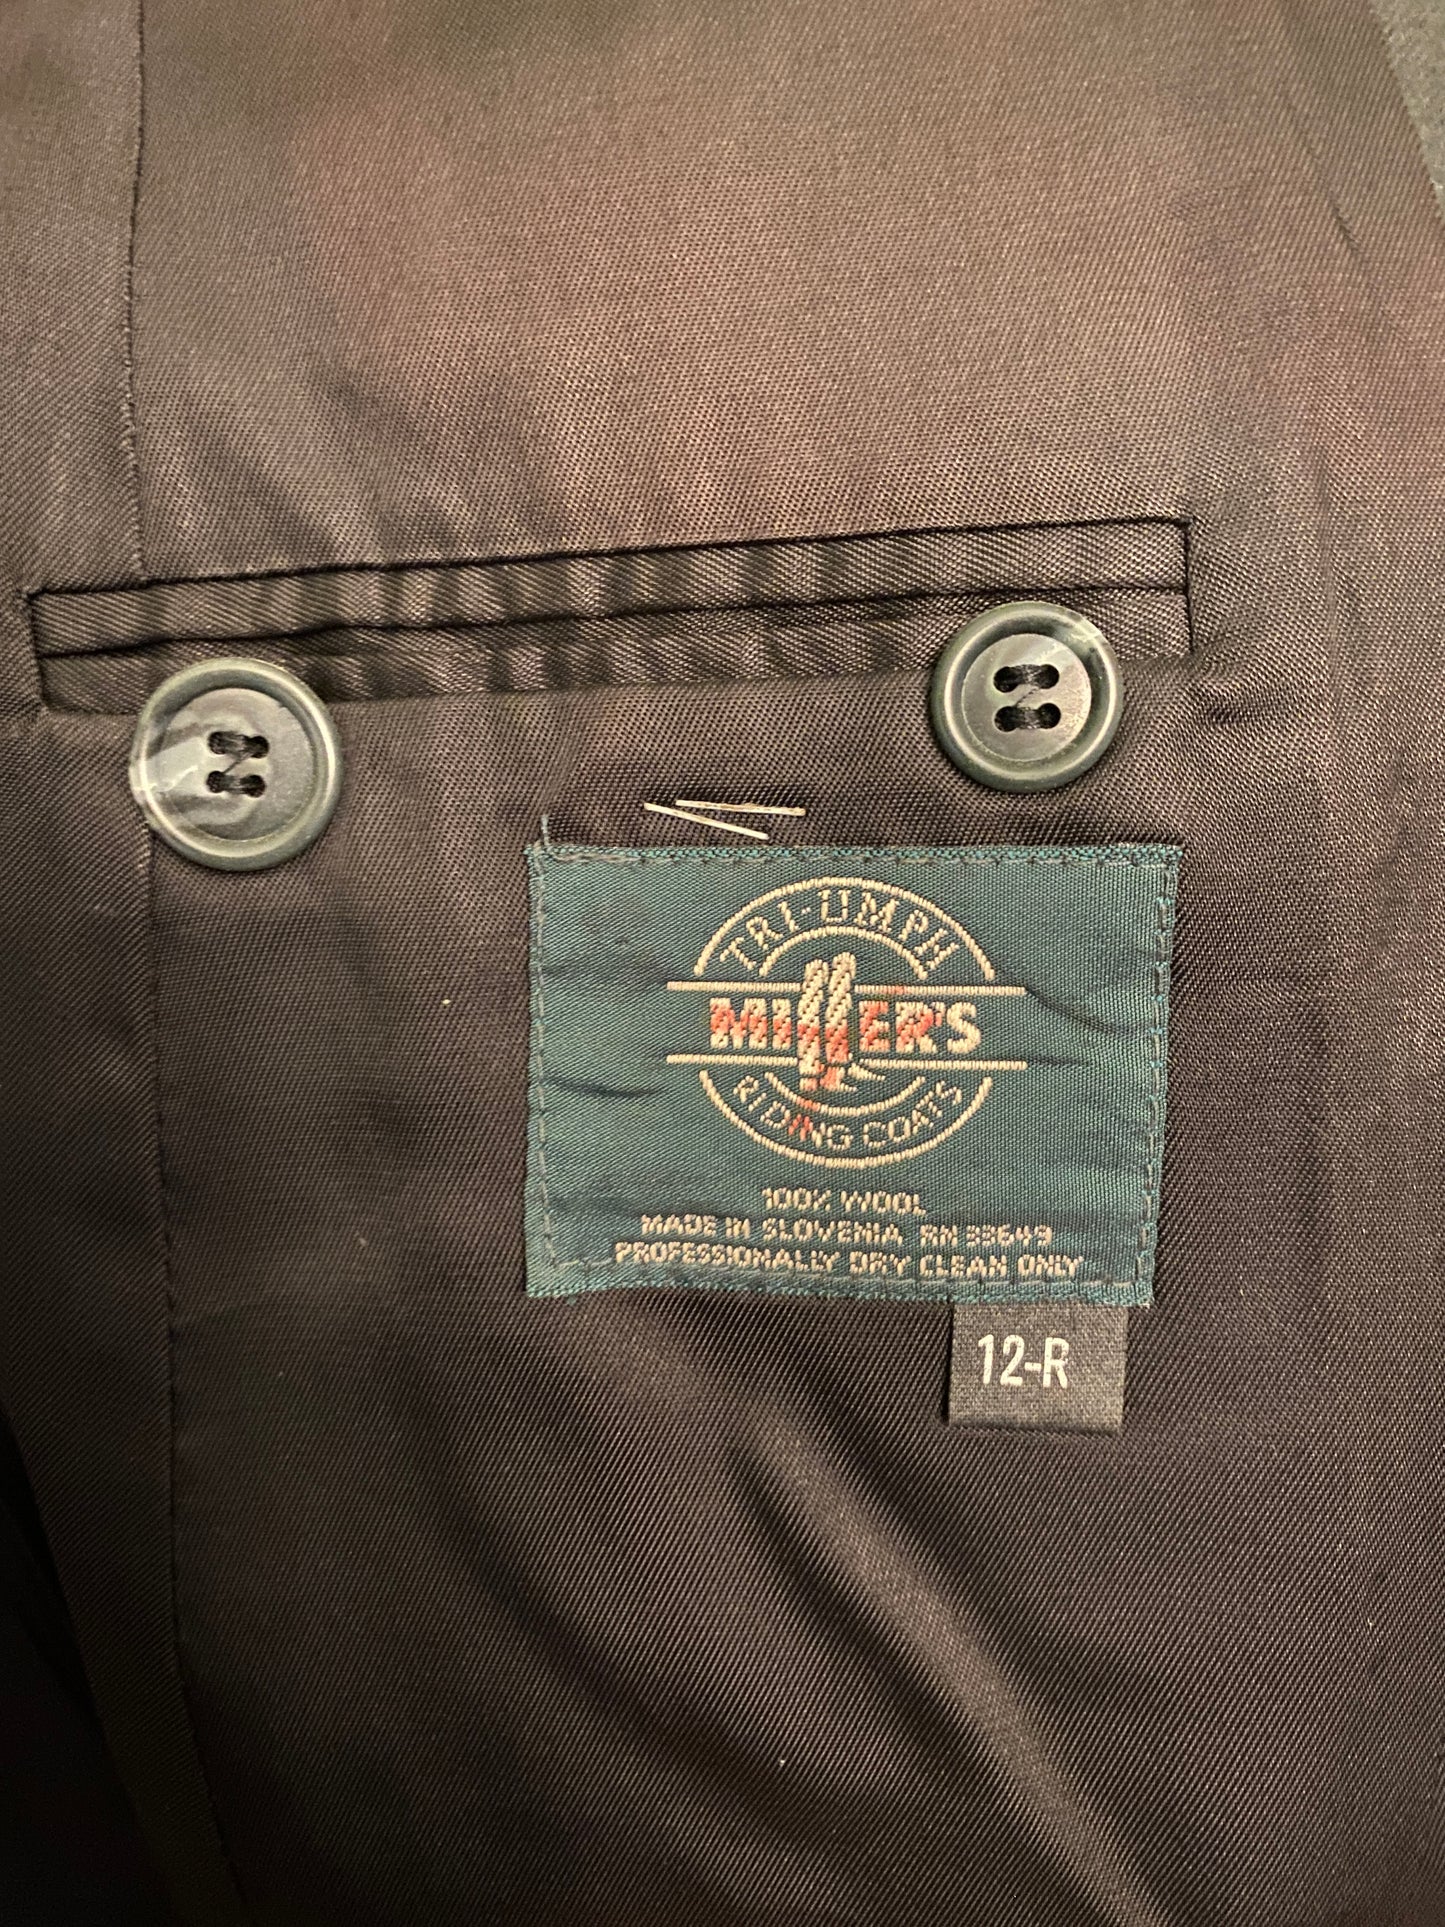 TRI-UMPH
MILLER'S
RIDING COATS
100% WOOL
MADE IN SLOVENIA RN 33649
PROFESSIONALLY DRY CLEAN ONLY
12-R